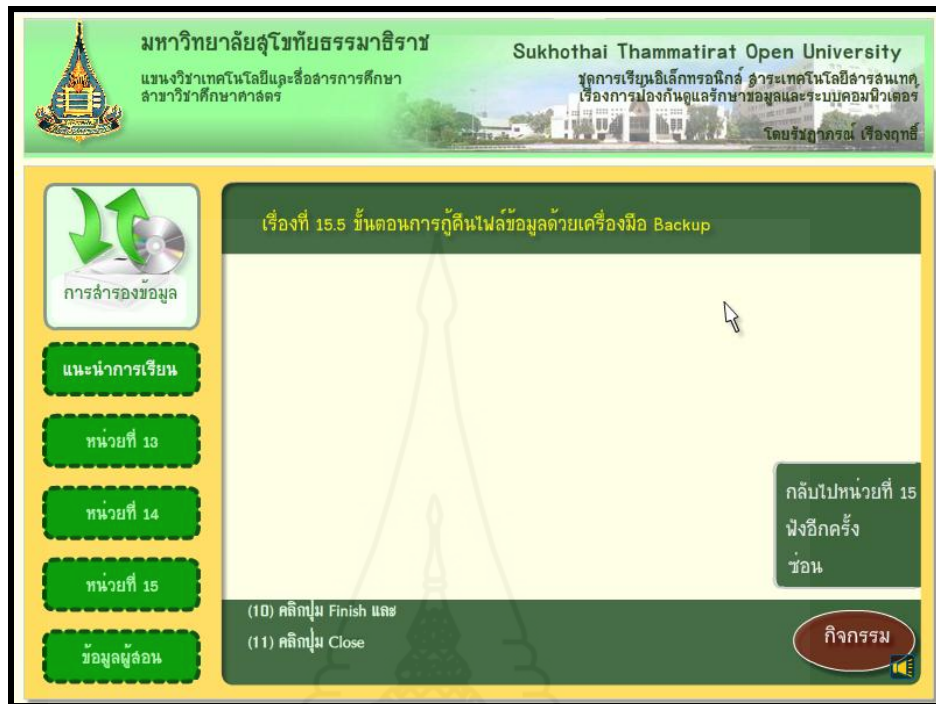 มหาวิทยาลัยสุโขทัยธรรมาธิราช
แขนงวิชาเทคโนโลยีและสื่อสารการศึกษา
สาขาวิชาศึกษาศาสตร์
Sukhothai Thammatirat Open University
ชุดการเรียนอิเล็กทรอนิกส์ สาระเทคโนโลยีสารสนเทศ
เรื่องการป้องกันดูแลรักษาข้อมูลและระบบคอมพิวเตอร์
โดยรัชฎาภรณ์ เรืองฤทธิ์
เรื่องที่ 15.5 ขั้นตอนการกู้คืนไฟล์ข้อมูลด้วยเครื่องมือ Backup
การสำรองข้อมูล
แนะนำการเรียน
หน่วยที่ 13
หน่วยที่ 14
หน่วยที่ 15
ข้อมูลผู้สอน
กลับไปหน่วยที่ 15
ฟังอีกครั้ง
ซ่อน
(10) คลิกปุ่ม Finish และ
(11) คลิกปุ่ม Close
กิจกรรม